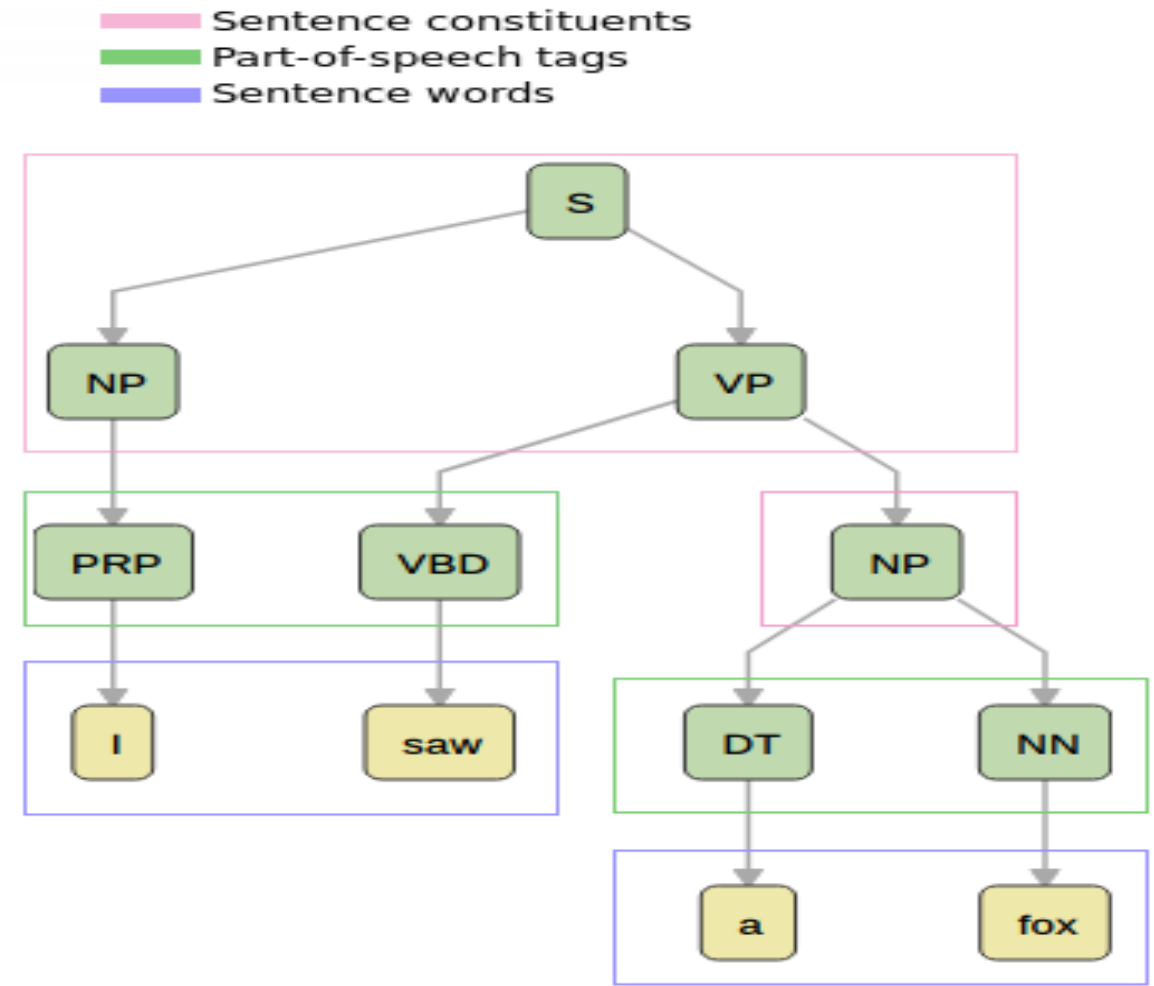 Sentence constituents
Part-of-speech tags
Sentence words
S
NP VP
PRP VBD NP
I saw DT NN
a fox